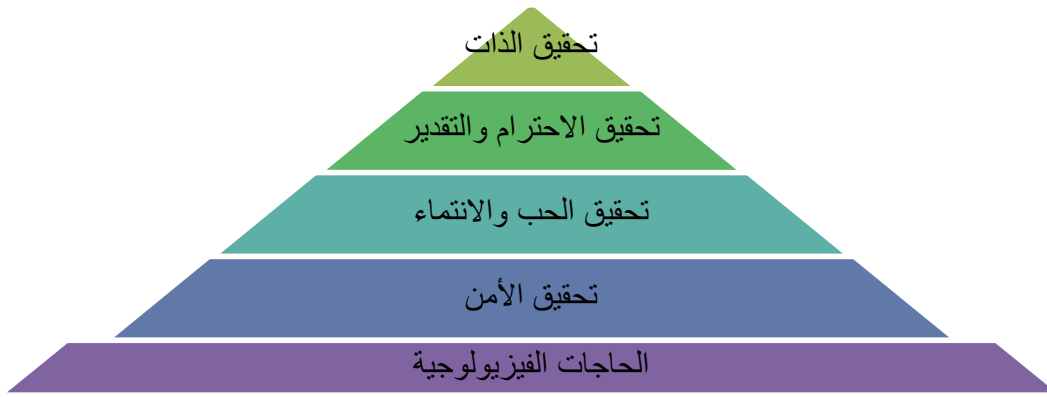 تحقيق الذات
تحقيق الاحترام والتقدير
تحقيق الحب والانتماء
تحقيق الأمن
الحاجات الفيزيولوجية